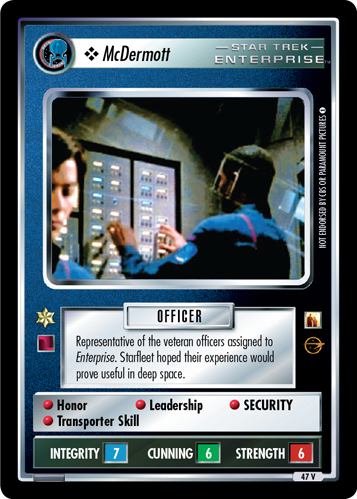 ❖ McDermott
STAR TREK
ENTERPRISE™
NOT ENDORSED BY CBS OR PARAMOUNT PICTURES
OFFICER
Representative of the veteran officers assigned to
Enterprise. Starfleet hoped their experience would
prove useful in deep space.
• Honor • Leadership • SECURITY
• Transporter Skill
INTEGRITY 7 CUNNING 6 STRENGTH 6
47 V